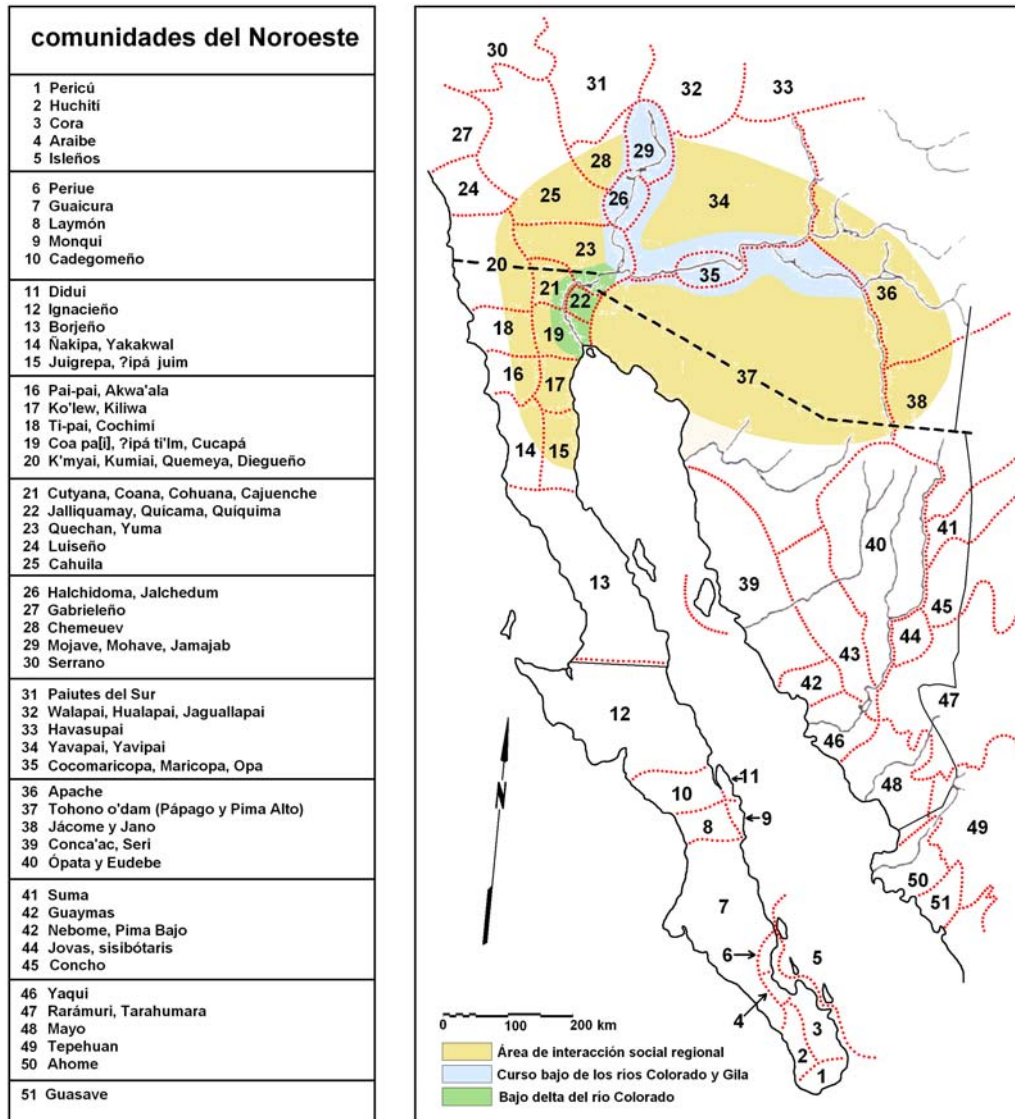 comunidades del Noroeste
1 Pericú
2 Huchití
3 Cora
4 Araibe
5 Isleños
6 Periue
7 Guaicura
8 Laymón
9 Monqui
10 Cadegomeño
11 Didui
12 Ignacieño
13 Borjeño
14 Ñakipa, Yakakwal
15 Juigrepa, ?ipá juim
16 Pai-pai, Akwa'ala
17 Ko'lew, Kiliwa
18 Ti-pai, Cochimí
19 Coa pa[i], ?ipá ti'lm, Cucapá
20 K'myai, Kumiai, Quemeya, Diegueño
21 Cutyana, Coana, Cohuana, Cajuenche
22 Jalliquamay, Quicama, Quiquima
23 Quechan, Yuma
24 Luiseño
25 Cahuila
26 Halchidoma, Jalchedum
27 Gabrieleño
28 Chemeuev
29 Mojave, Mohave, Jamajab
30 Serrano
31 Paiutes del Sur
32 Walapai, Hualapai, Jaguallapai
33 Havasupai
34 Yavapai, Yavipai
35 Cocomaricopa, Maricopa, Opa
36 Apache
37 Tohono o'dam (Pápago y Pima Alto)
38 Jácome y Jano
39 Conca'ac, Seri
40 Ópata y Eudebe
41 Suma
42 Guaymas
42 Nebome, Pima Bajo
44 Jovas, sisibótaris
45 Concho
46 Yaqui
47 Rarámuri, Tarahumara
48 Mayo
49 Tepehuan
50 Ahome
51 Guasave
30
31
32
33
27
29
28
24
26
25
34
23
20
35
21
36
22
18
19
37
16
17
38
14
15
41
40
13
39
45
44
43
42
47
12
46
11
48
10
9
8
49
50
51
7
6
5
4
3
2
1
N
0 100 200 km
Área de interacción social regional
Curso bajo de los ríos Colorado y Gila
Bajo delta del río Colorado